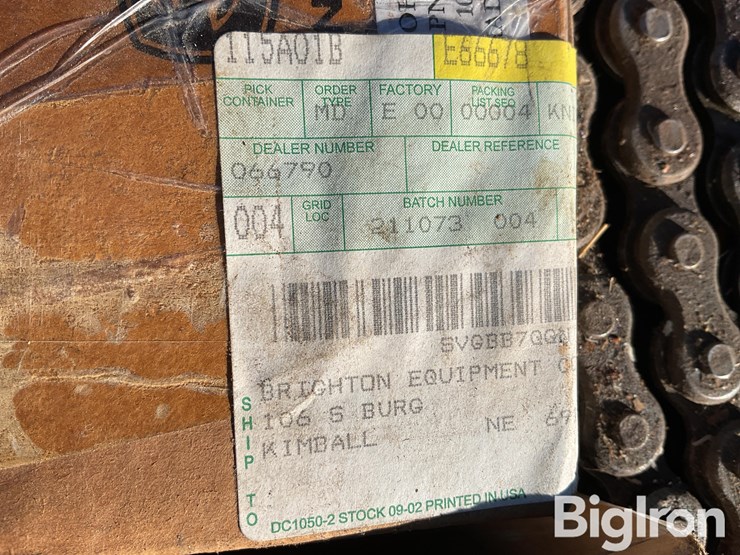 115A01B E66678
PICK CONTAINER ORDER TYPE FACTORY PACKING LIST SEQ
MD E 00 00004
DEALER NUMBER DEALER REFERENCE
066790
004 GRID LOC BATCH NUMBER
211073 004
BRIGHTON EQUIPMENT
106 S BURG
KIMBALL NE
SHIP TO
DC1050-2 STOCK 09-02 PRINTED IN USA
BigIron